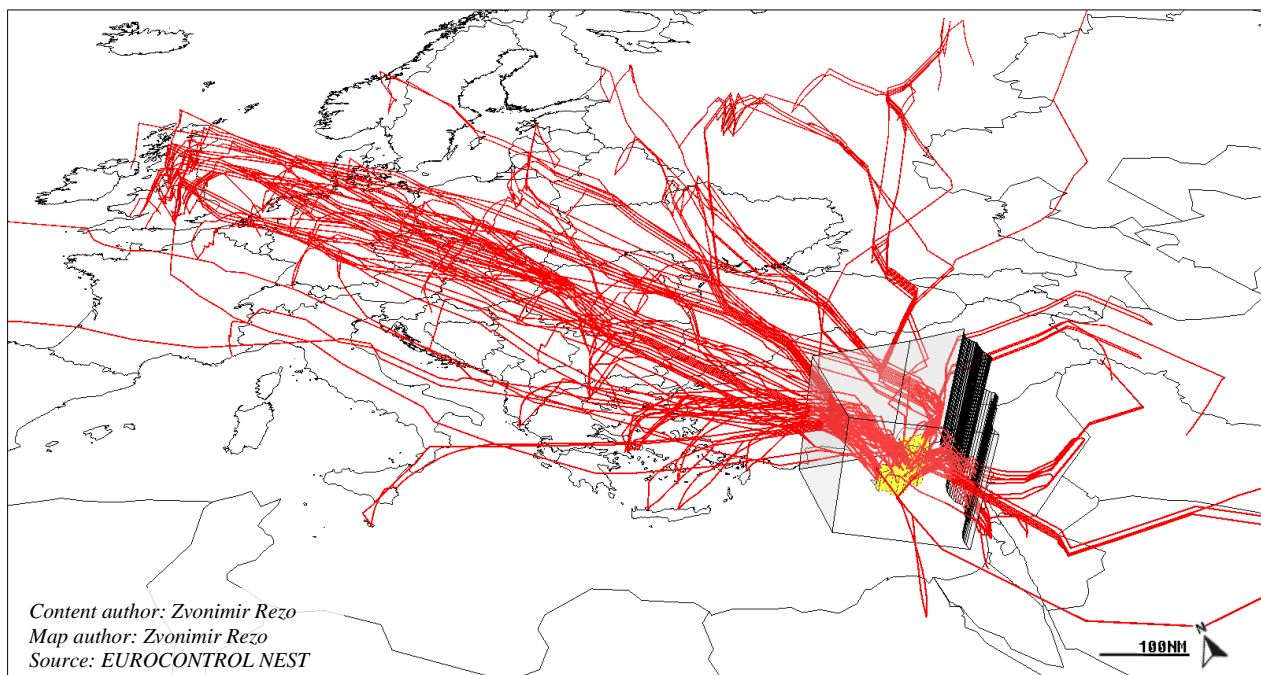 Content author: Zvonimir Rezo
Map author: Zvonimir Rezo
Source: EUROCONTROL NEST
100NM
N